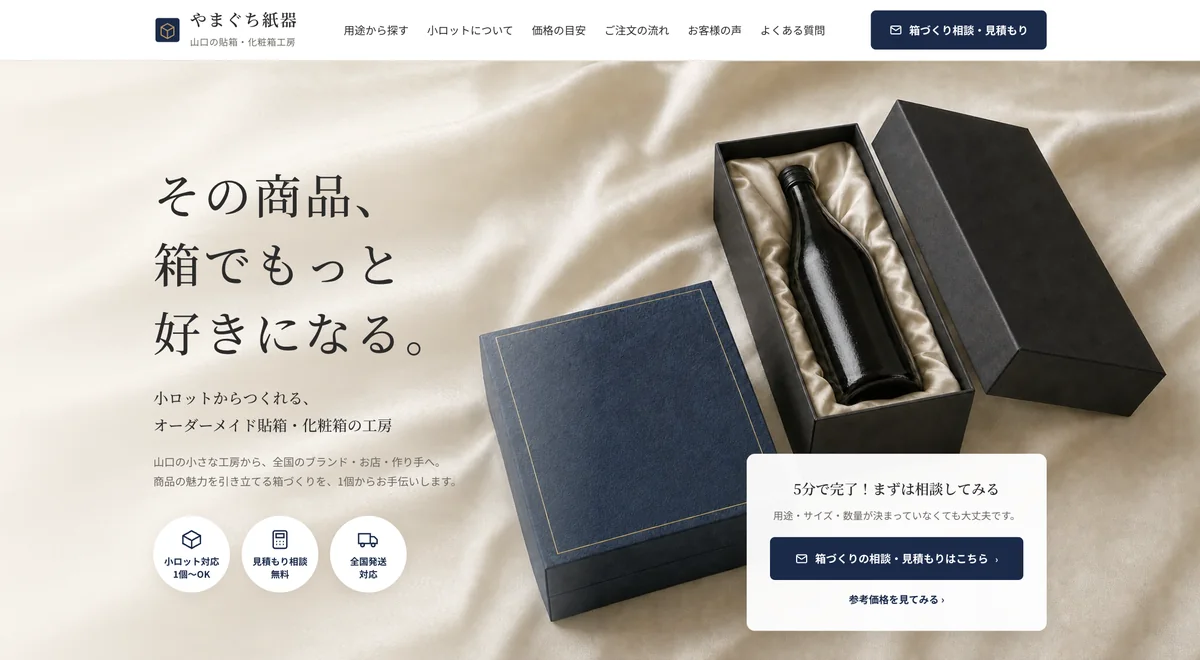 やまぐち紙器
山口の貼箱・化粧箱工房
用途から探す
小ロットについて
価格の目安
ご注文の流れ
お客様の声
よくある質問
箱づくり相談・見積もり
その商品、
箱でもっと
好きになる。
小ロットからつくれる、
オーダーメイド貼箱・化粧箱の工房
山口の小さな工房から、全国のブランド・お店・作り手へ。
商品の魅力を引き立てる箱づくりを、1個からお手伝いします。
小ロット対応
1個〜OK
見積もり相談
無料
全国発送
対応
5分で完了！まずは相談してみる
用途・サイズ・数量が決まっていなくても大丈夫です。
箱づくりの相談・見積もりはこちら ›
参考価格を見てみる ›